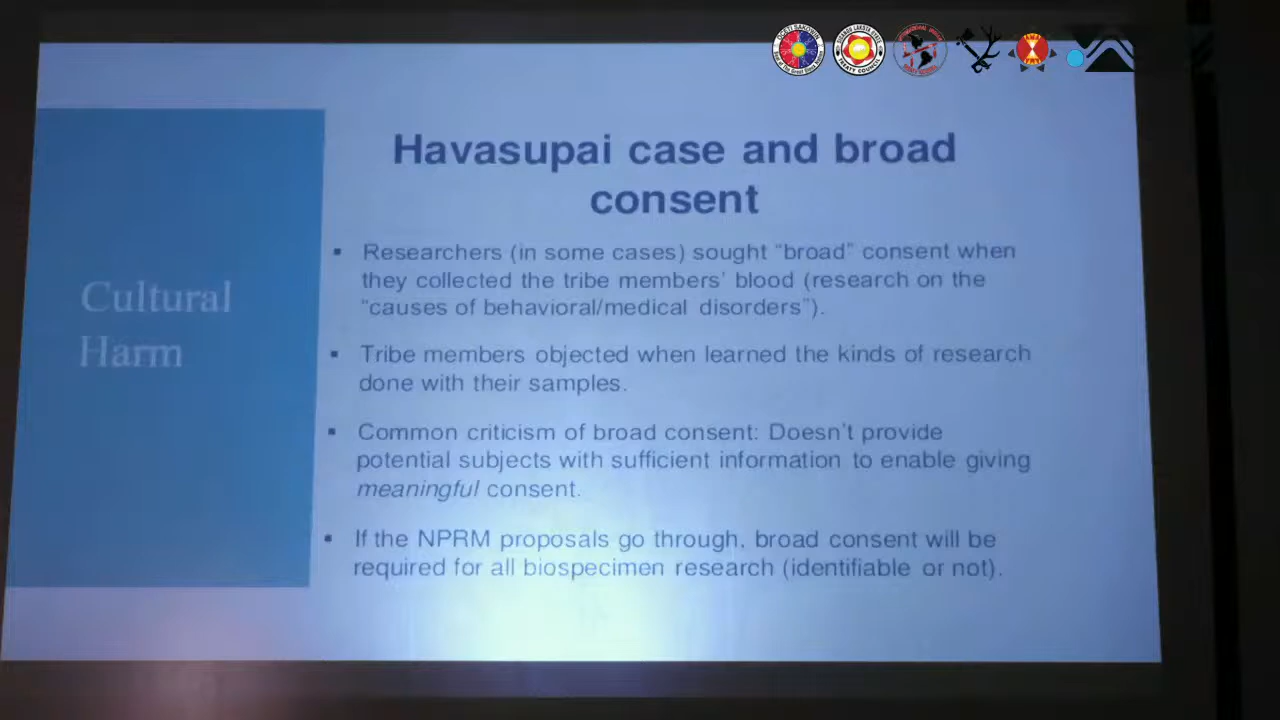 TREATY COUNCIL
Havasupai case and broad
consent
Cultural
Harm
▪ Researchers (in some cases) sought “broad” consent when
they collected the tribe members’ blood (research on the
“causes of behavioral/medical disorders”).
▪ Tribe members objected when learned the kinds of research
done with their samples.
▪ Common criticism of broad consent: Doesn’t provide
potential subjects with sufficient information to enable giving
meaningful consent.
▪ If the NPRM proposals go through, broad consent will be
required for all biospecimen research (identifiable or not).